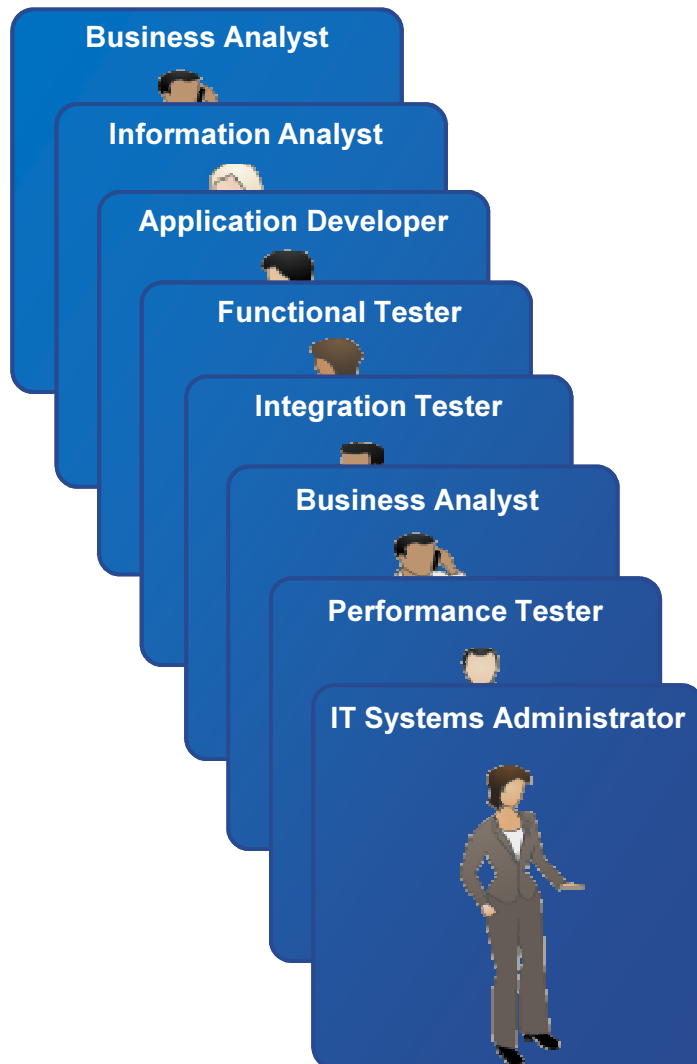 Business Analyst
Information Analyst
Application Developer
Functional Tester
Integration Tester
Business Analyst
Performance Tester
IT Systems Administrator